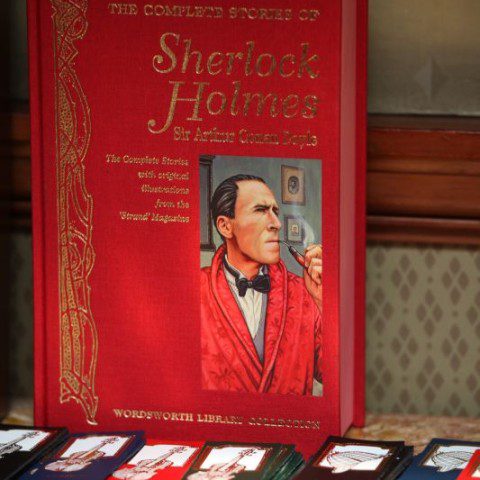 THE COMPLETE STORIES OF
Sherlock
Holmes
Sir Arthur Conan Doyle
The Complete Stories
with original
illustrations
from the
'Strand' Magazine
WORDSWORTH LIBRARY COLLECTION